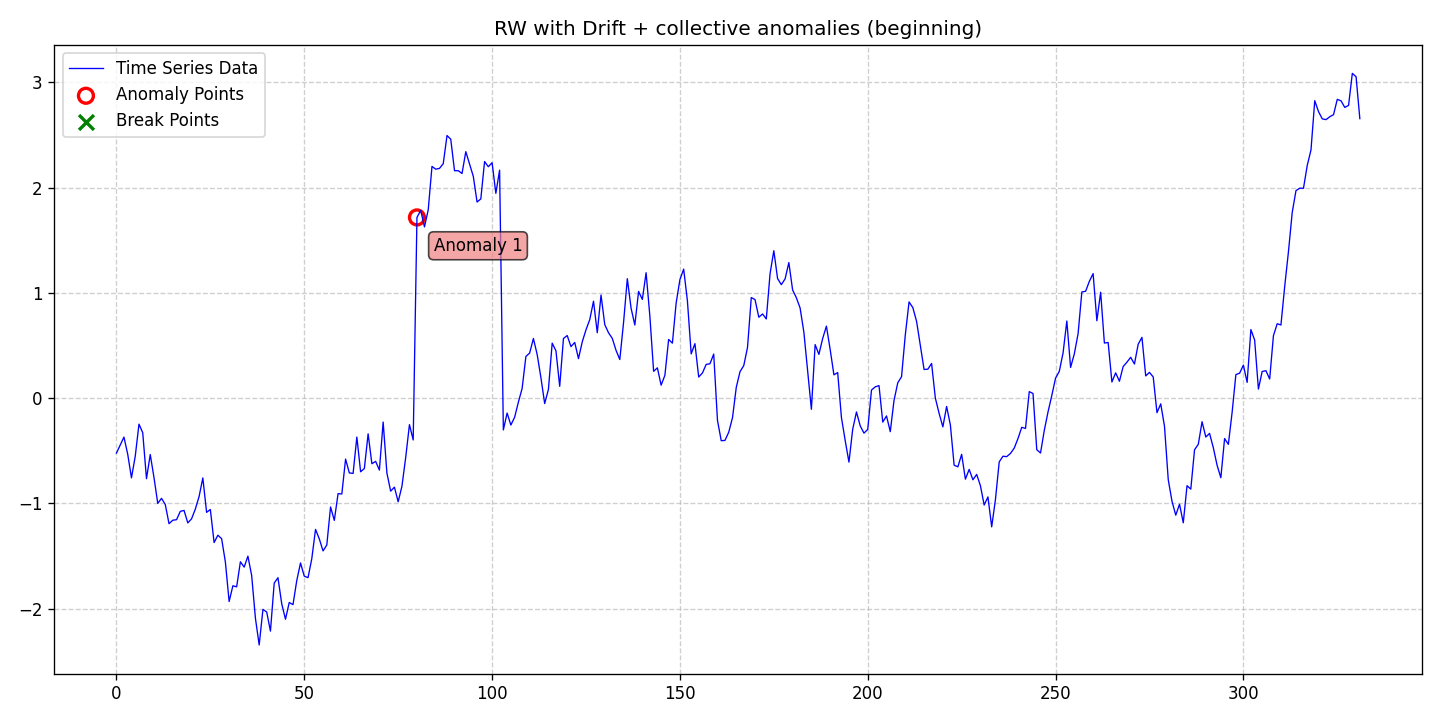 RW with Drift + collective anomalies (beginning)
Time Series Data
Anomaly Points
Break Points
Anomaly 1
3
2
1
0
−1
−2
0 50 100 150 200 250 300